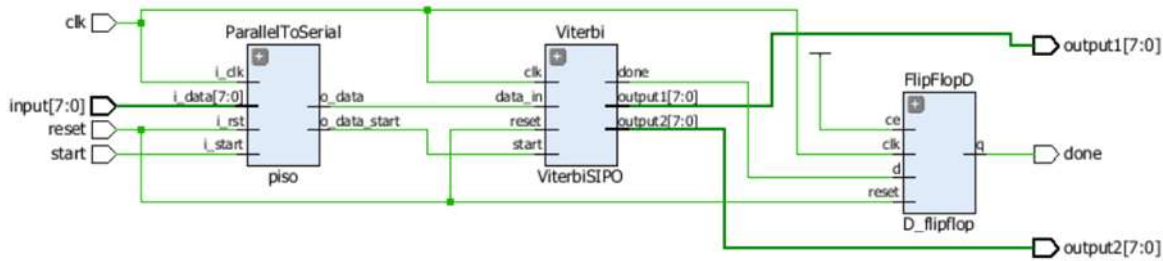 clk
input[7:0]
reset
start
ParallelToSerial
i_clk
i_data[7:0]
i_rst
i_start
o_data
o_data_start
piso
Viterbi
clk
data_in
reset
start
done
output1[7:0]
output2[7:0]
ViterbiSIPO
FlipFlopD
ce
clk
d
reset
q
D_flipflop
output1[7:0]
done
output2[7:0]